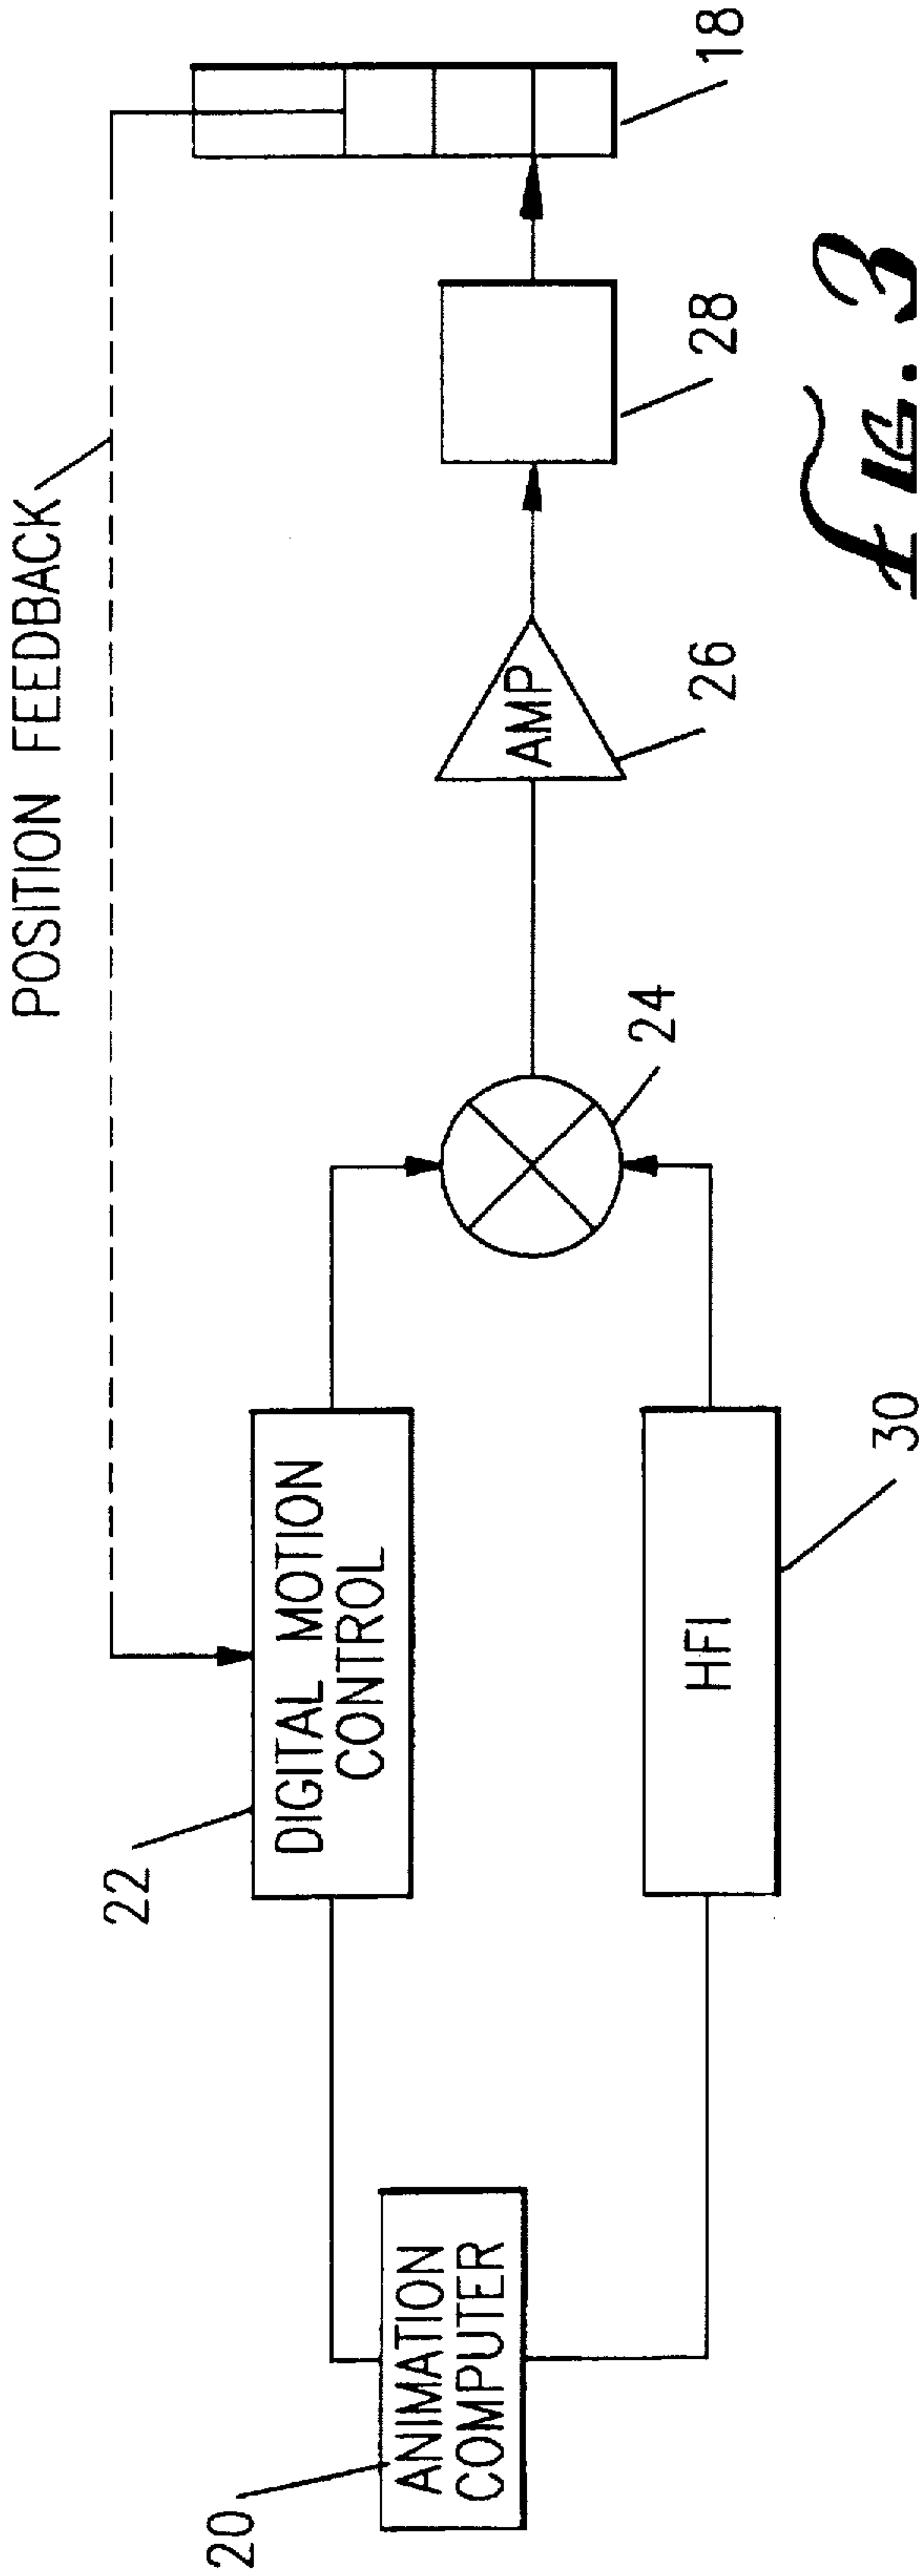 POSITION FEEDBACK
22
DIGITAL MOTION
CONTROL
18
20
ANIMATION
COMPUTER
24
AMP
26
28
HFI
30
FIG. 3